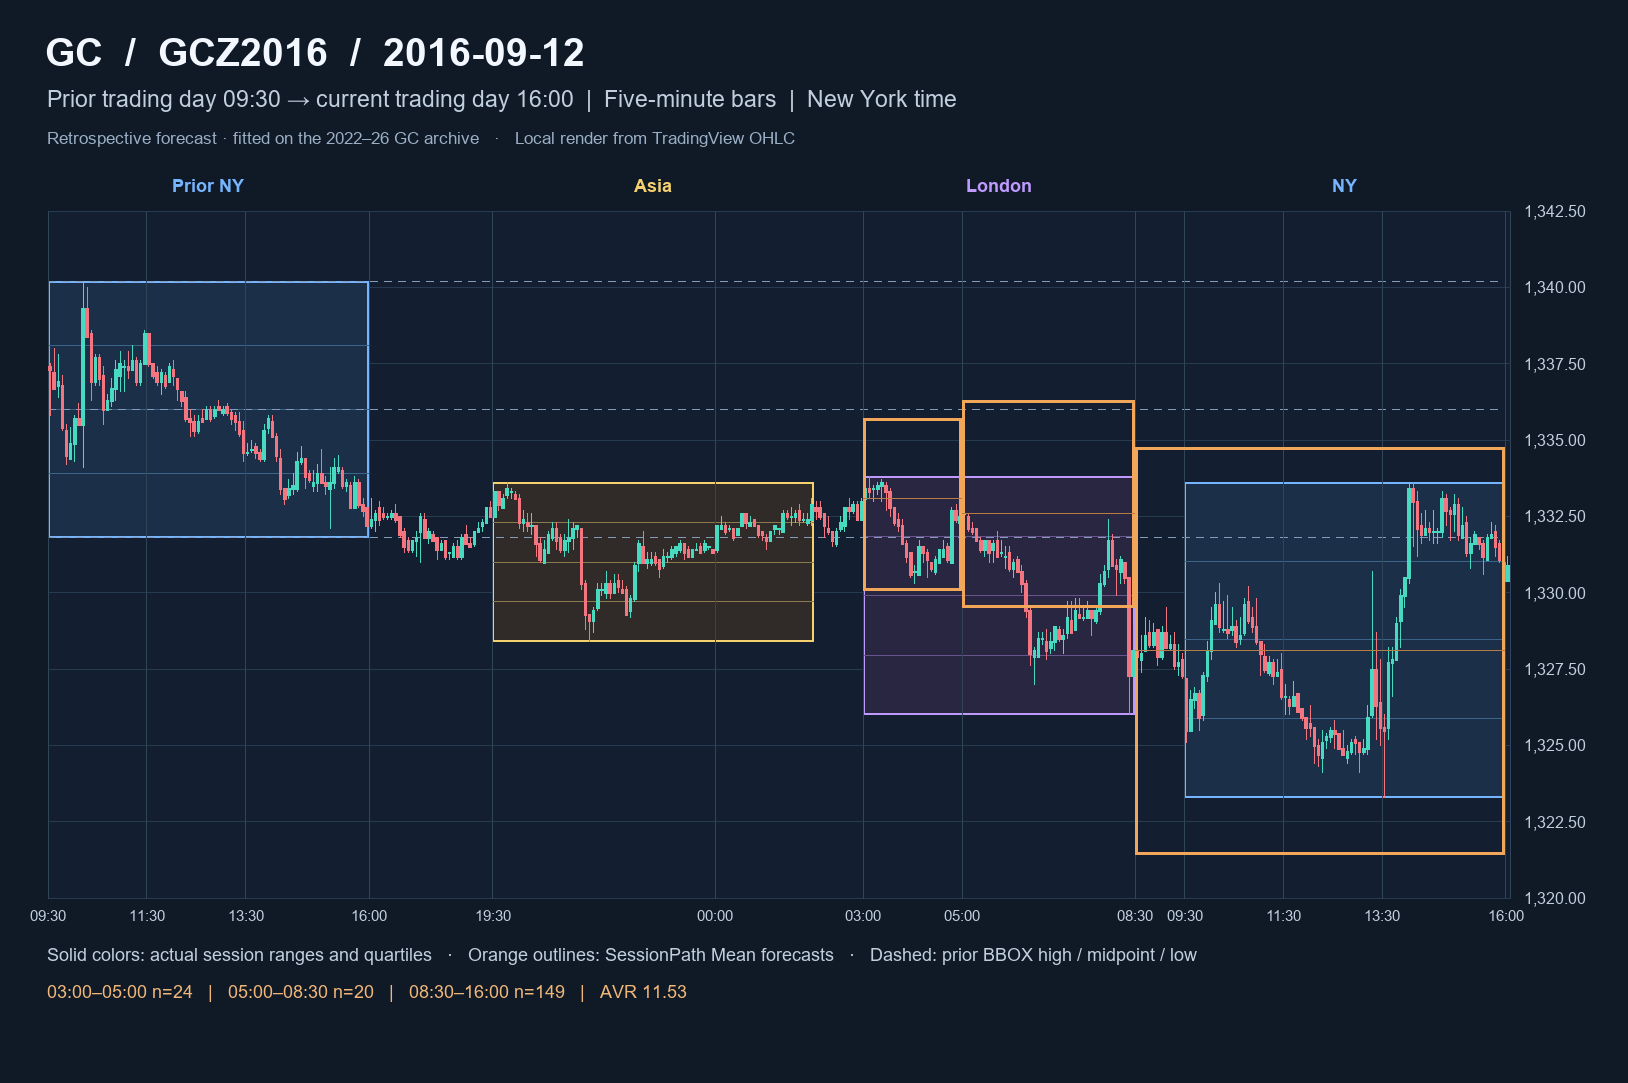 GC / GCZ2016 / 2016-09-12
Prior trading day 09:30 → current trading day 16:00 | Five-minute bars | New York time
Retrospective forecast · fitted on the 2022–26 GC archive · Local render from TradingView OHLC
Prior NY Asia London NY
1,342.50
1,340.00
1,337.50
1,335.00
1,332.50
1,330.00
1,327.50
1,325.00
1,322.50
1,320.00
09:30 11:30 13:30 16:00 19:30 00:00 03:00 05:00 08:30 09:30 11:30 13:30 16:00
Solid colors: actual session ranges and quartiles · Orange outlines: SessionPath Mean forecasts · Dashed: prior BBOX high / midpoint / low
03:00–05:00 n=24 | 05:00–08:30 n=20 | 08:30–16:00 n=149 | AVR 11.53